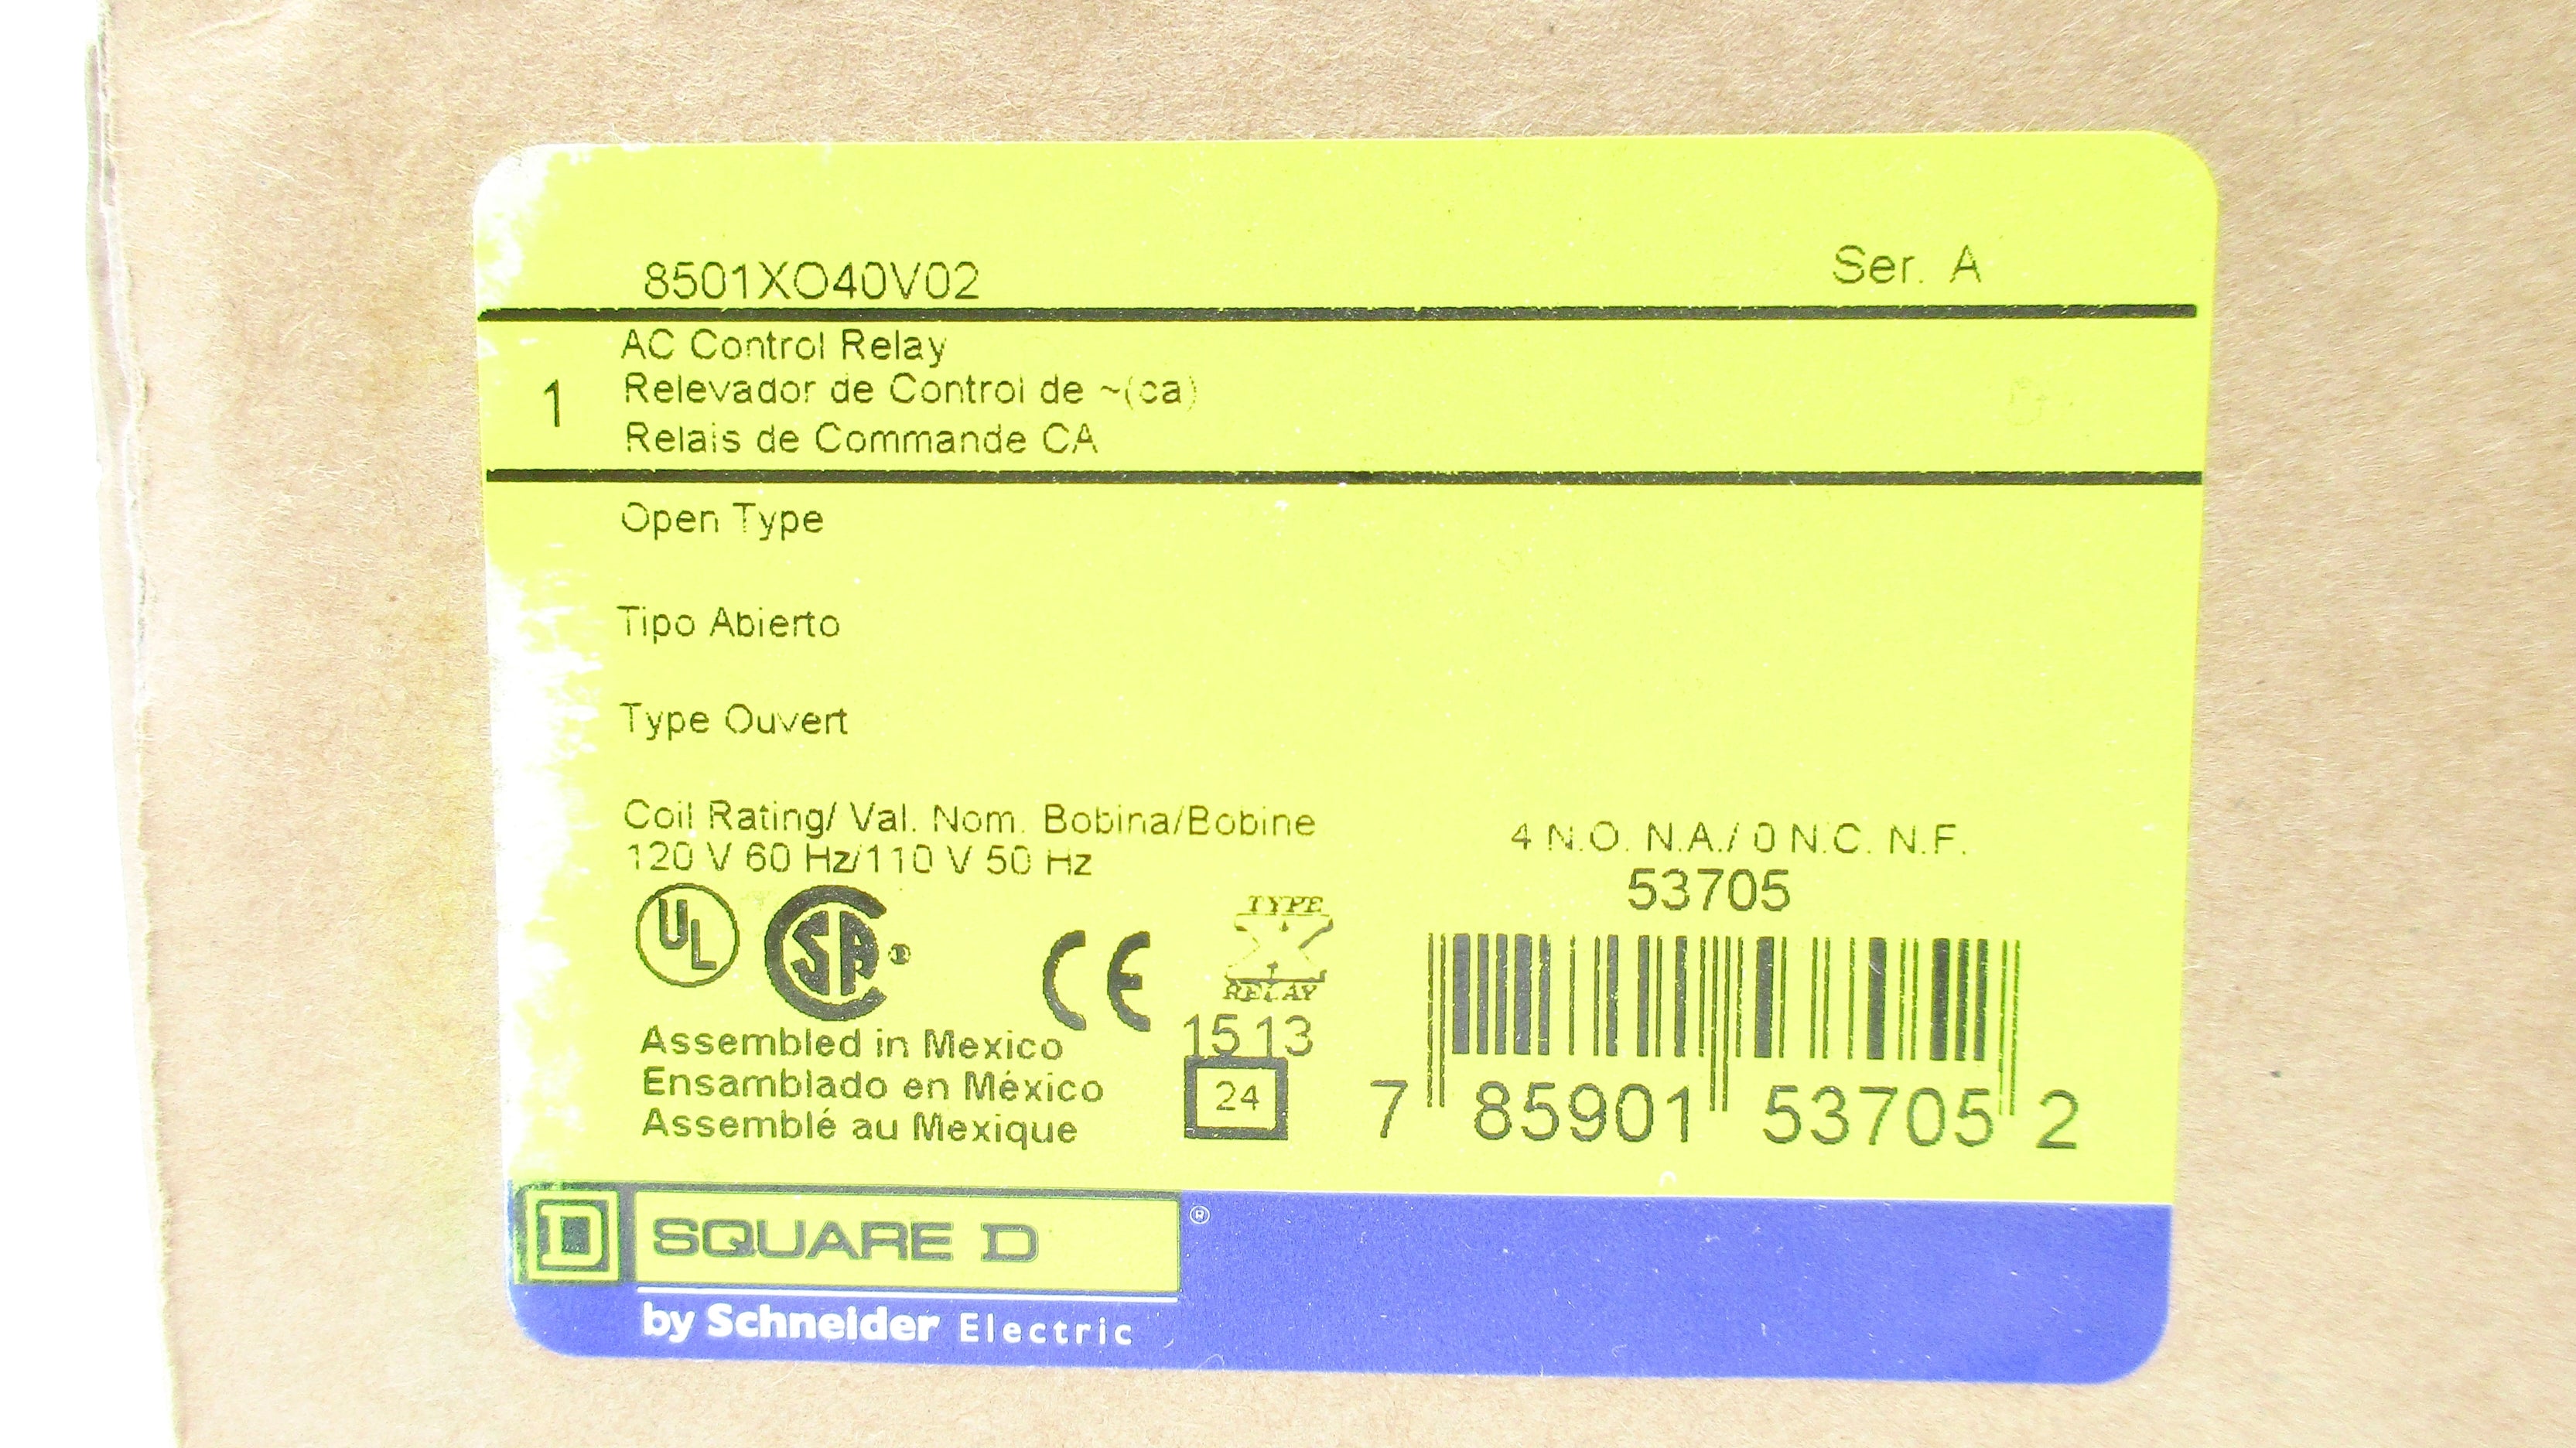 8501XO40V02 Ser. A
1
AC Control Relay
Relevador de Control de ~(ca)
Relais de Commande CA
Open Type
Tipo Abierto
Type Ouvert
Coil Rating/ Val. Nom. Bobina/Bobine
120 V 60 Hz/110 V 50 Hz
4 N.O. N.A./ 0 N.C. N.F.
53705
UL
SA
CE
TYPE
X
RELAY
15 13
24
Assembled in Mexico
Ensamblado en México
Assemblé au Mexique
7 85901 53705 2
D SQUARE D ®
by Schneider Electric